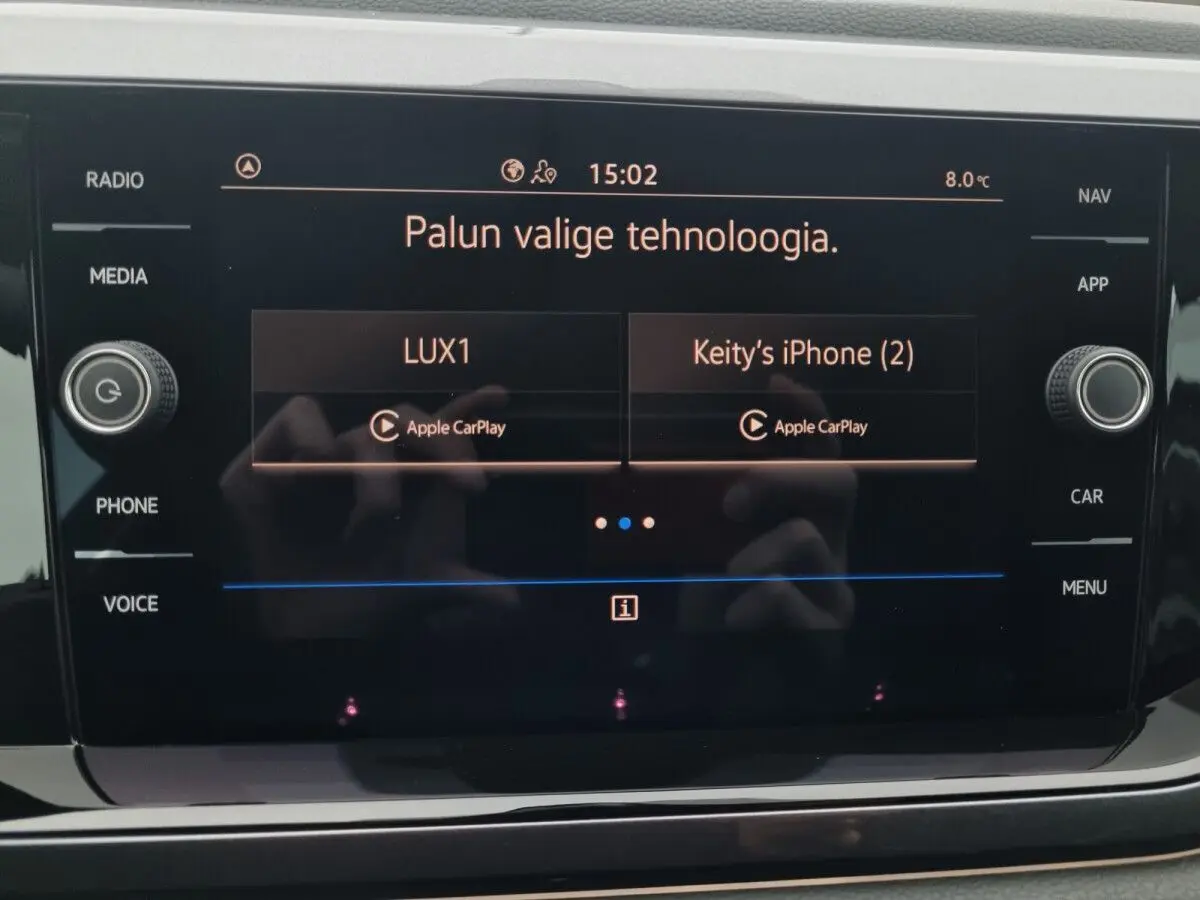 RADIO
MEDIA
PHONE
VOICE
15:02
8.0°C
Palun valige tehnoloogia.
LUX1
Apple CarPlay
Keity's iPhone (2)
Apple CarPlay
i
NAV
APP
CAR
MENU